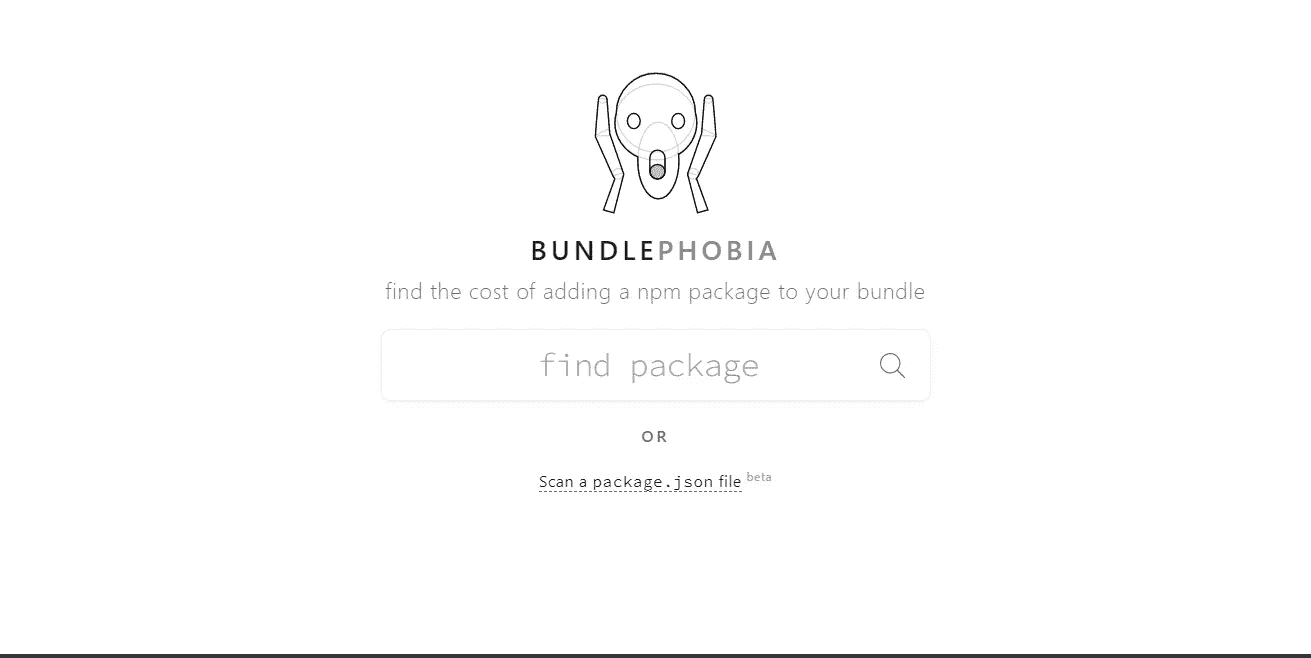 BUNDLEPHOBIA
find the cost of adding a npm package to your bundle
find package
OR
Scan a package.json file beta